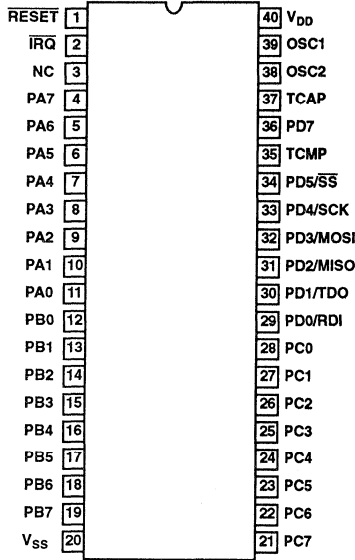 R̅E̅S̅E̅T̅ 1 40 VDD
I̅R̅Q̅ 2 39 OSC1
NC 3 38 OSC2
PA7 4 37 TCAP
PA6 5 36 PD7
PA5 6 35 TCMP
PA4 7 34 PD5/S̅S̅
PA3 8 33 PD4/SCK
PA2 9 32 PD3/MOSI
PA1 10 31 PD2/MISO
PA0 11 30 PD1/TDO
PB0 12 29 PD0/RDI
PB1 13 28 PC0
PB2 14 27 PC1
PB3 15 26 PC2
PB4 16 25 PC3
PB5 17 24 PC4
PB6 18 23 PC5
PB7 19 22 PC6
VSS 20 21 PC7